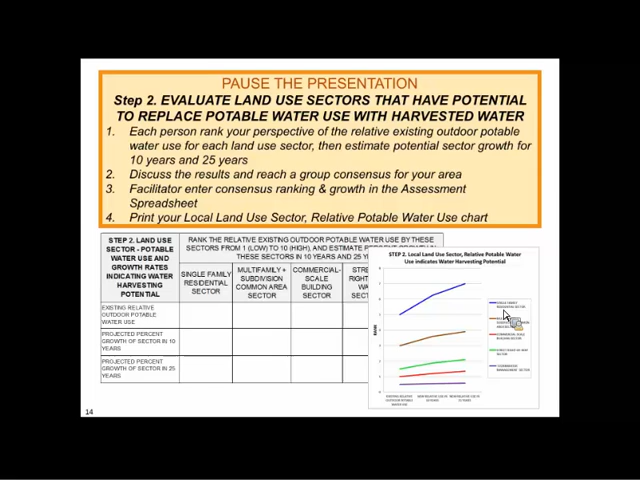 PAUSE THE PRESENTATION
Step 2. EVALUATE LAND USE SECTORS THAT HAVE POTENTIAL
TO REPLACE POTABLE WATER USE WITH HARVESTED WATER
1. Each person rank your perspective of the relative existing outdoor potable
water use for each land use sector, then estimate potential sector growth for
10 years and 25 years
2. Discuss the results and reach a group consensus for your area
3. Facilitator enter consensus ranking & growth in the Assessment
Spreadsheet
4. Print your Local Land Use Sector, Relative Potable Water Use chart
STEP 2. LAND USE
SECTOR - POTABLE
WATER USE AND
GROWTH RATES
INDICATING WATER
HARVESTING
POTENTIAL
RANK THE RELATIVE EXISTING OUTDOOR POTABLE WATER USE BY THESE
SECTORS FROM 1 (LOW) TO 10 (HIGH), AND ESTIMATE
THESE SECTORS IN 10 YEARS AND 25
SINGLE FAMILY
RESIDENTIAL
SECTOR
MULTIFAMILY +
SUBDIVISION
COMMON AREA
SECTOR
COMMERCIAL-
SCALE
BUILDING
SECTOR
EXISTING RELATIVE
OUTDOOR POTABLE
WATER USE
PROJECTED PERCENT
GROWTH OF SECTOR IN 10
YEARS
PROJECTED PERCENT
GROWTH OF SECTOR IN 25
YEARS
STEP 2. Local Land Use Sector, Relative Potable Water
Use indicates Water Harvesting Potential
RANK
14